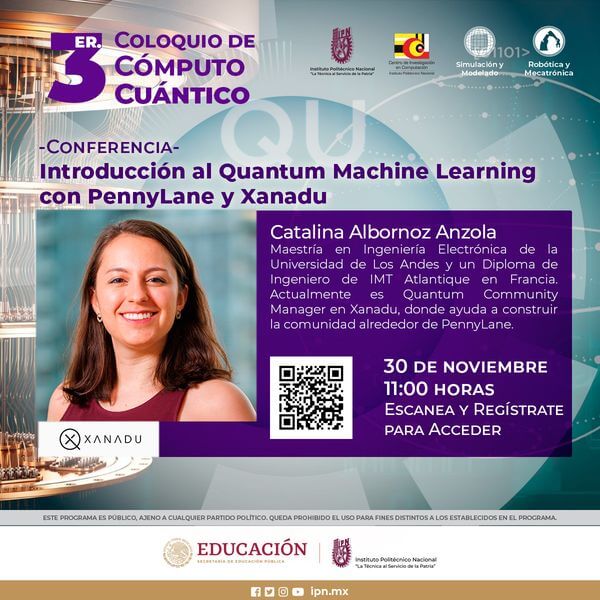 3ER.
COLOQUIO DE
CÓMPUTO
CUÁNTICO
Instituto Politécnico Nacional
"La Técnica al Servicio de la Patria"
Centro de Investigación
en Computación
Instituto Politécnico Nacional
Simulación y
Modelado
1101>
Robótica y
Mecatrónica
QU
-CONFERENCIA-
Introducción al Quantum Machine Learning
con PennyLane y Xanadu
Catalina Albornoz Anzola
Maestría en Ingeniería Electrónica de la
Universidad de Los Andes y un Diploma de
Ingeniero de IMT Atlantique en Francia.
Actualmente es Quantum Community
Manager en Xanadu, donde ayuda a construir
la comunidad alrededor de PennyLane.
30 DE NOVIEMBRE
11:00 HORAS
ESCANEA Y REGÍSTRATE
PARA ACCEDER
XANADU
ESTE PROGRAMA ES PÚBLICO, AJENO A CUALQUIER PARTIDO POLÍTICO. QUEDA PROHIBIDO EL USO PARA FINES DISTINTOS A LOS ESTABLECIDOS EN EL PROGRAMA.
EDUCACIÓN
SECRETARÍA DE EDUCACIÓN PÚBLICA
Instituto Politécnico Nacional
"La Técnica al Servicio de la Patria"
ipn.mx